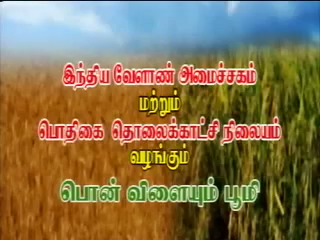 இந்திய வேளாண் அமைச்சகம்
மற்றும்
பொதிகை தொலைக்காட்சி நிலையம்
வழங்கும்
பொன் விளையும் பூமி